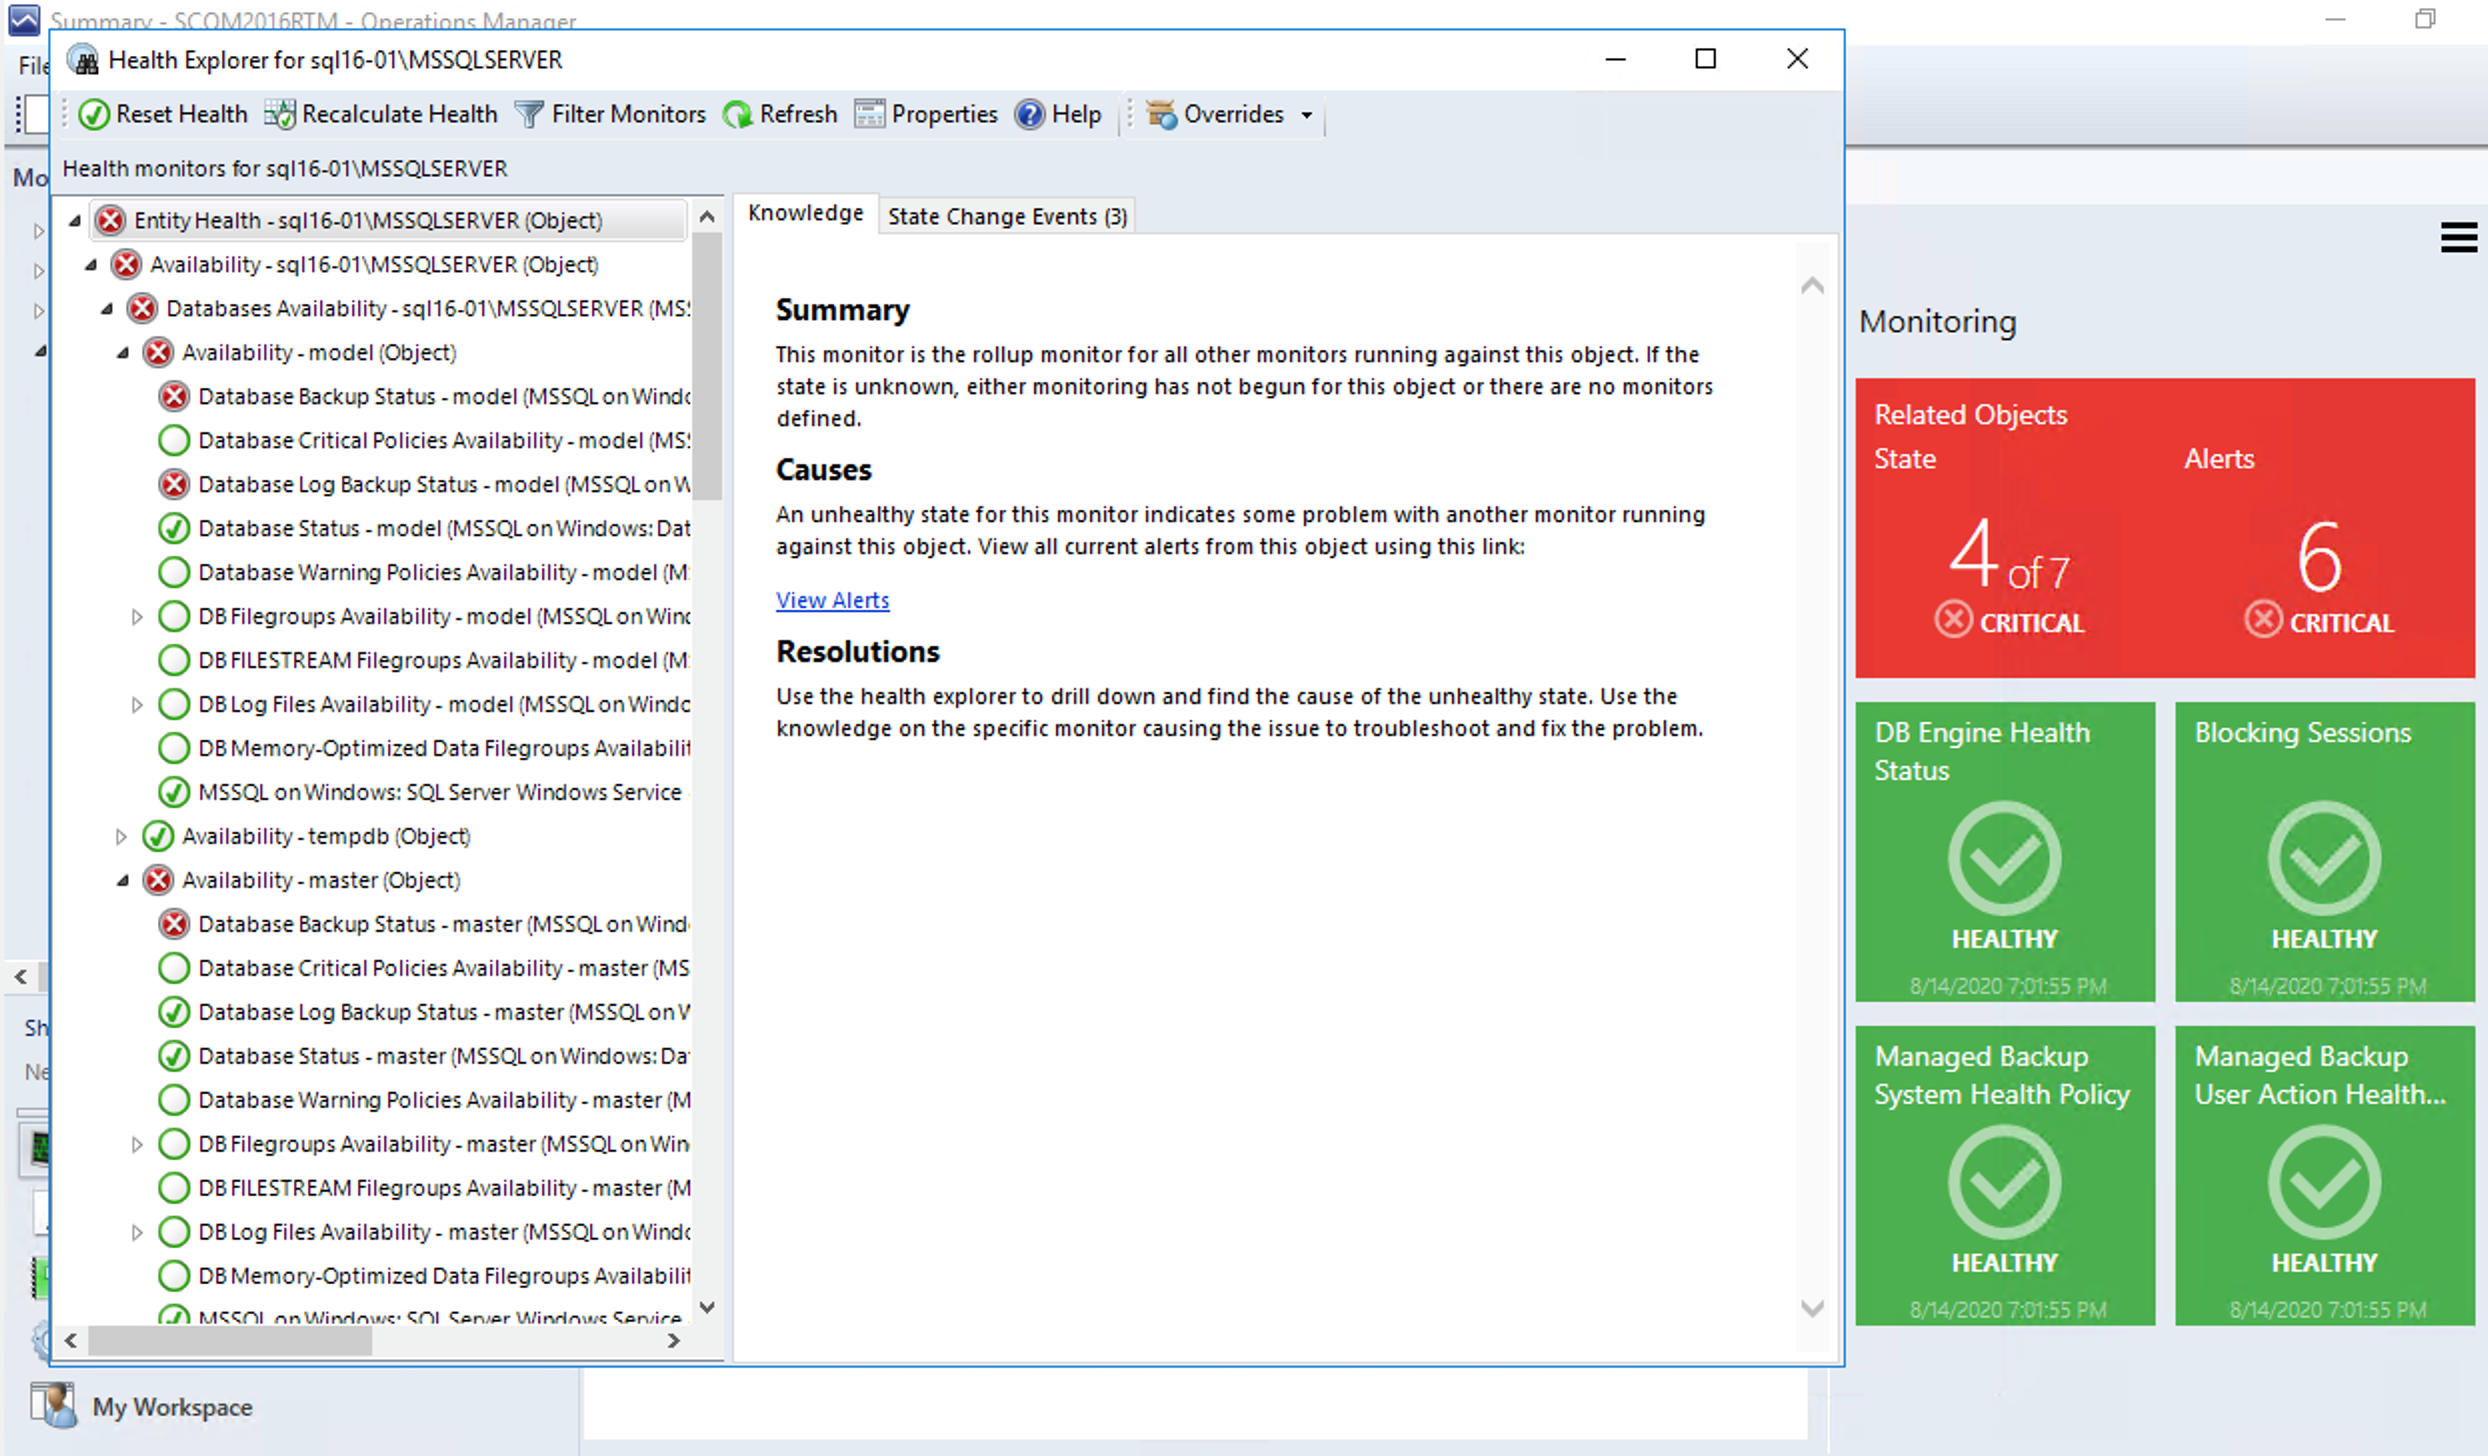 Summary - SCOM2016RTM - Operations Manager
File
Health Explorer for sql16-01\MSSQLSERVER
Reset Health Recalculate Health Filter Monitors Refresh Properties Help Overrides
Health monitors for sql16-01\MSSQLSERVER
Mo
Entity Health - sql16-01\MSSQLSERVER (Object)
Availability - sql16-01\MSSQLSERVER (Object)
Databases Availability - sql16-01\MSSQLSERVER (MS
Availability - model (Object)
Database Backup Status - model (MSSQL on Windo
Database Critical Policies Availability - model (MS
Database Log Backup Status - model (MSSQL on W
Database Status - model (MSSQL on Windows: Dat
Database Warning Policies Availability - model (M
DB Filegroups Availability - model (MSSQL on Wind
DB FILESTREAM Filegroups Availability - model (M
DB Log Files Availability - model (MSSQL on Windo
DB Memory-Optimized Data Filegroups Availabilit
MSSQL on Windows: SQL Server Windows Service
Availability - tempdb (Object)
Availability - master (Object)
Database Backup Status - master (MSSQL on Wind
Database Critical Policies Availability - master (MS
Database Log Backup Status - master (MSSQL on W
Database Status - master (MSSQL on Windows: Da
Database Warning Policies Availability - master (M
DB Filegroups Availability - master (MSSQL on Win
DB FILESTREAM Filegroups Availability - master (M
DB Log Files Availability - master (MSSQL on Windo
DB Memory-Optimized Data Filegroups Availabilit
MSSQL on Windows: SQL Server Windows Service
Knowledge State Change Events (3)
Summary
This monitor is the rollup monitor for all other monitors running against this object. If the
state is unknown, either monitoring has not begun for this object or there are no monitors
defined.
Causes
An unhealthy state for this monitor indicates some problem with another monitor running
against this object. View all current alerts from this object using this link:
View Alerts
Resolutions
Use the health explorer to drill down and find the cause of the unhealthy state. Use the
knowledge on the specific monitor causing the issue to troubleshoot and fix the problem.
Sh
Ne
My Workspace
Monitoring
Related Objects
State Alerts
4 of 7 6
CRITICAL CRITICAL
DB Engine Health
Status
HEALTHY
8/14/2020 7:01:55 PM
Blocking Sessions
HEALTHY
8/14/2020 7:01:55 PM
Managed Backup
System Health Policy
HEALTHY
8/14/2020 7:01:55 PM
Managed Backup
User Action Health...
HEALTHY
8/14/2020 7:01:55 PM